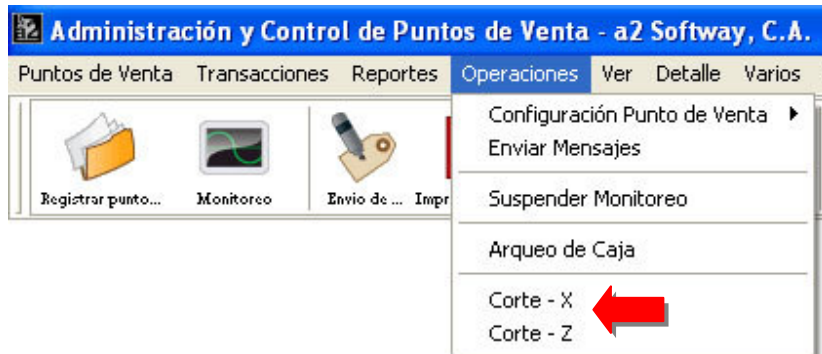 Administración y Control de Puntos de Venta - a2 Softway, C.A.
Puntos de Venta Transacciones Reportes Operaciones Ver Detalle Varios
Configuración Punto de Venta
Enviar Mensajes
Registrar punto... Monitoreo Envio de ... Impr
Suspender Monitoreo
Arqueo de Caja
Corte - X
Corte - Z